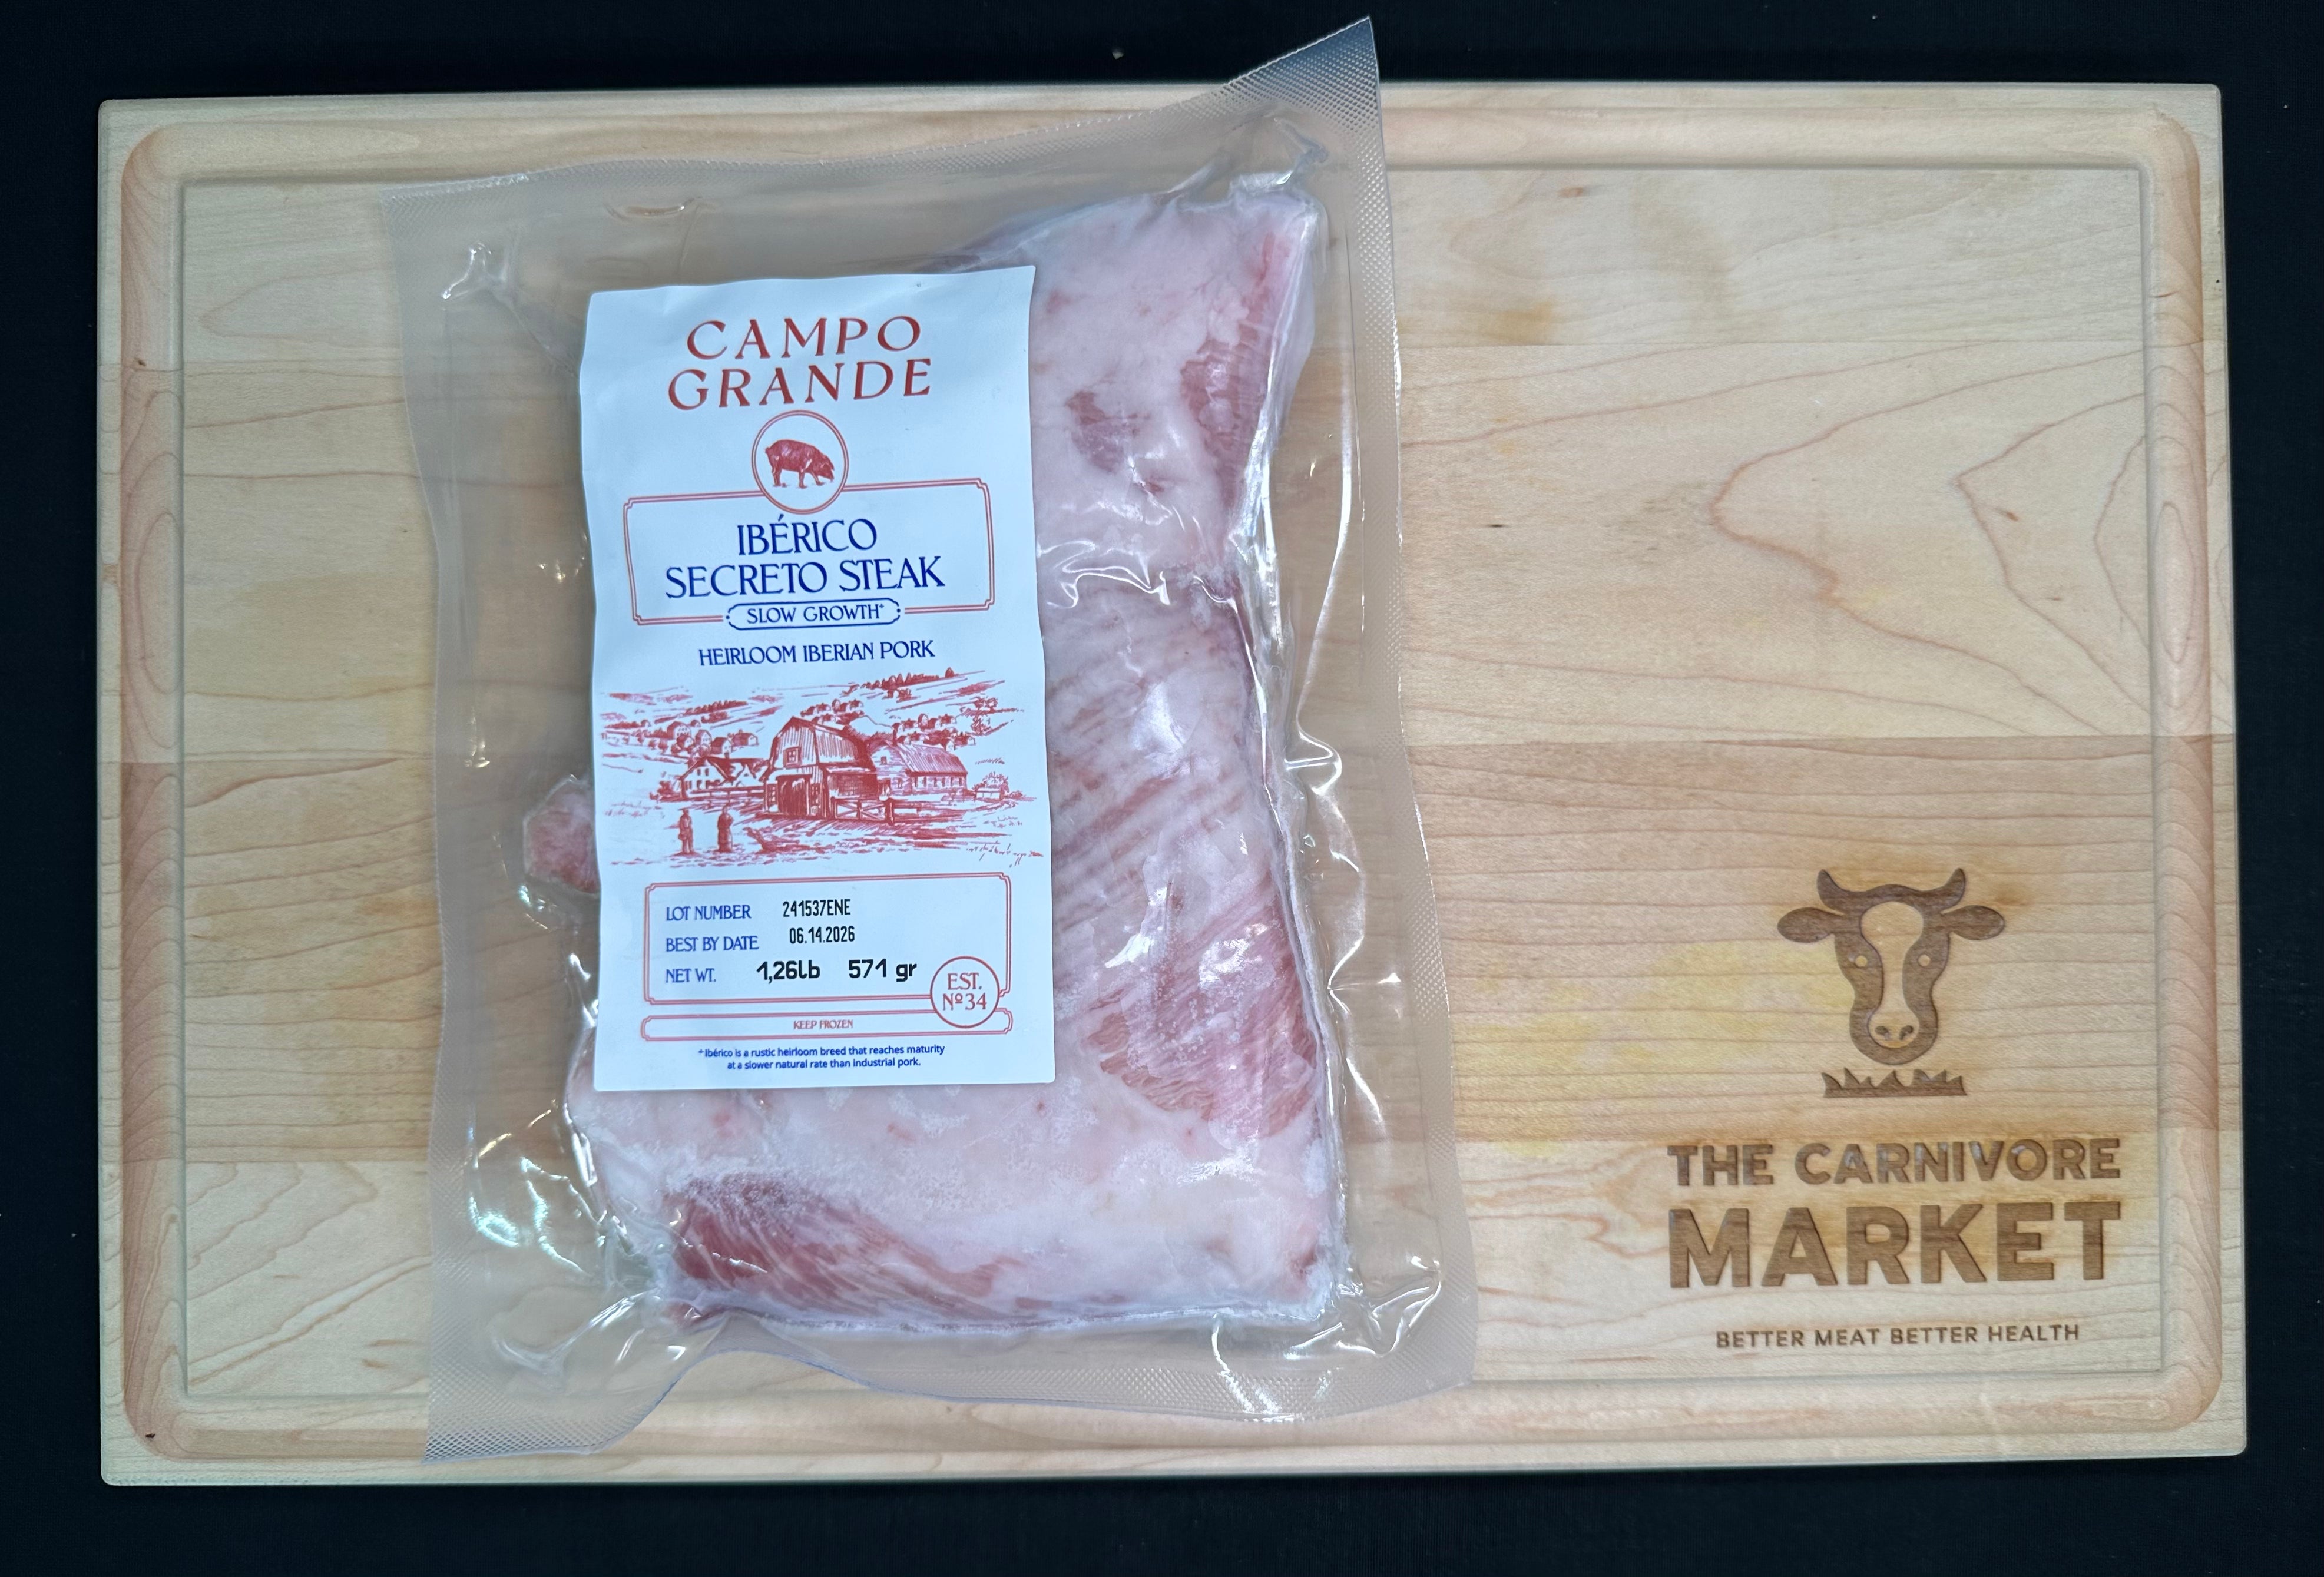 CAMPO
GRANDE
IBÉRICO
SECRETO STEAK
SLOW GROWTH*
HEIRLOOM IBERIAN PORK
LOT NUMBER 241537ENE
BEST BY DATE 06.14.2026
NET WT. 1,26lb 571 gr
EST.
Nº34
KEEP FROZEN
*Ibérico is a rustic heirloom breed that reaches maturity
at a slower natural rate than industrial pork.
THE CARNIVORE
MARKET
BETTER MEAT BETTER HEALTH